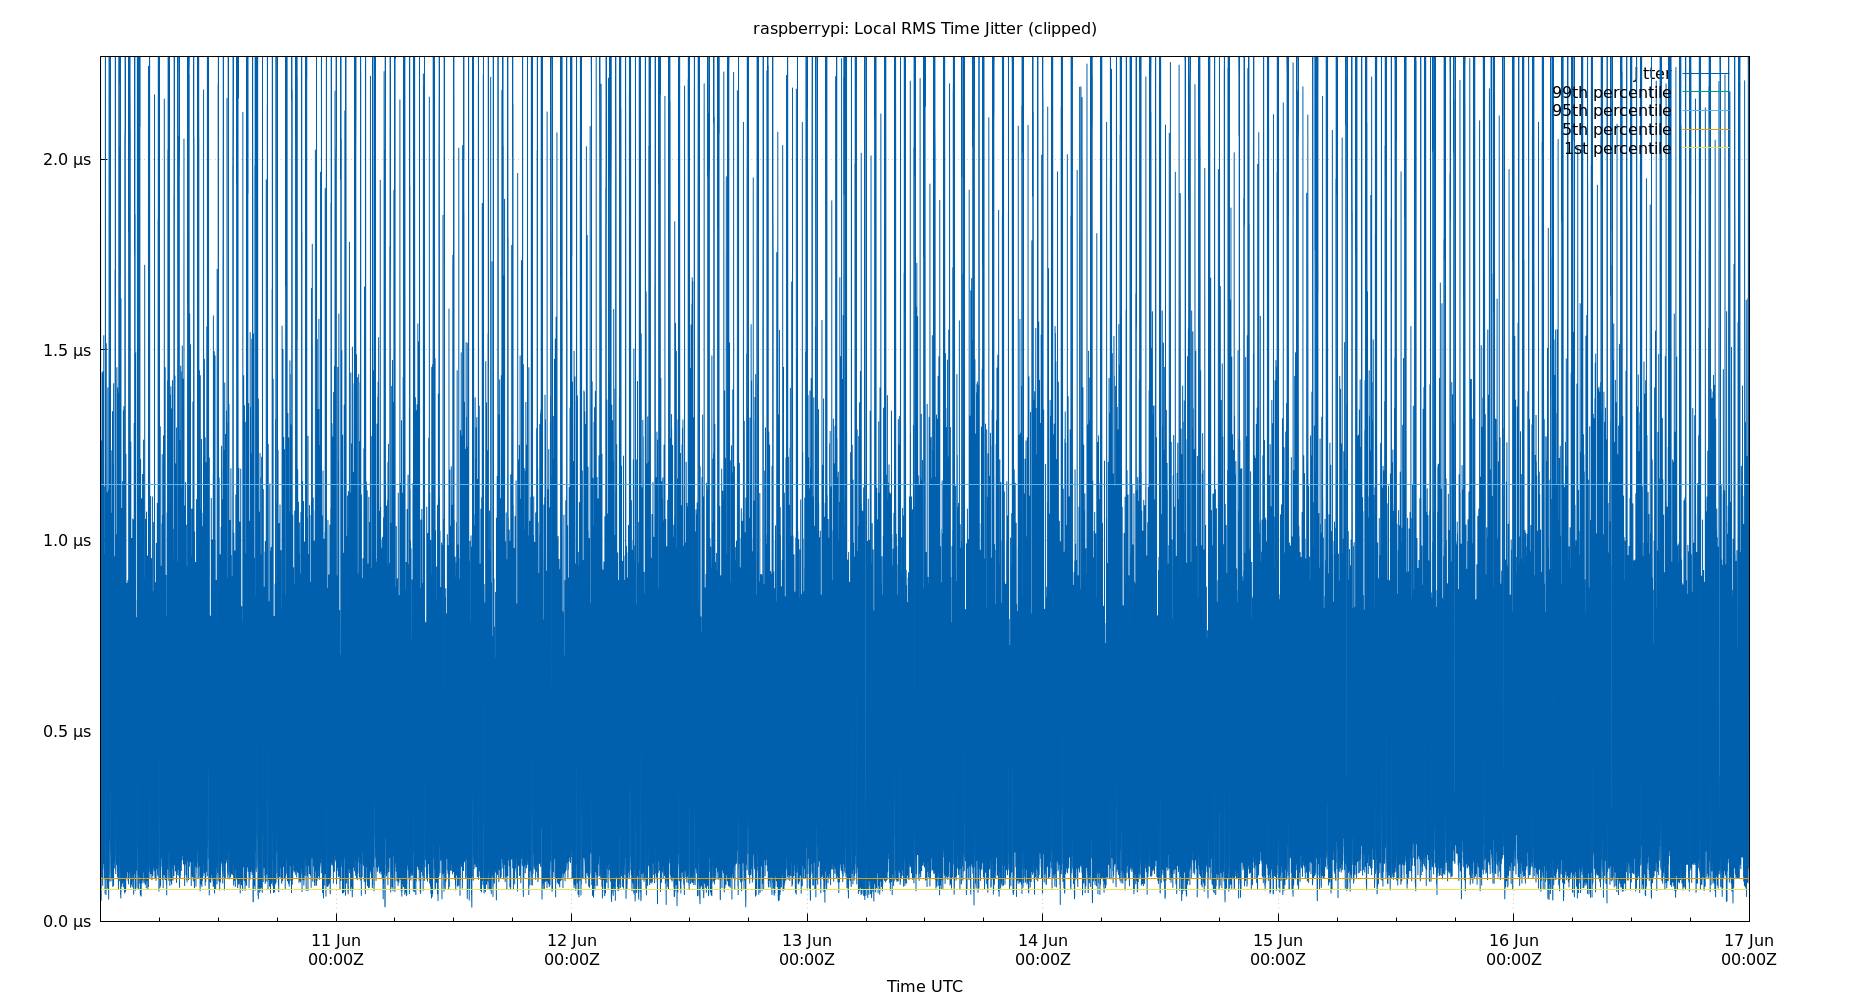 raspberrypi: Local RMS Time Jitter (clipped)
Jitter
99th percentile
95th percentile
5th percentile
1st percentile
2.0 µs
1.5 µs
1.0 µs
0.5 µs
0.0 µs
11 Jun 12 Jun 13 Jun 14 Jun 15 Jun 16 Jun 17 Jun
00:00Z 00:00Z 00:00Z 00:00Z 00:00Z 00:00Z 00:00Z
Time UTC